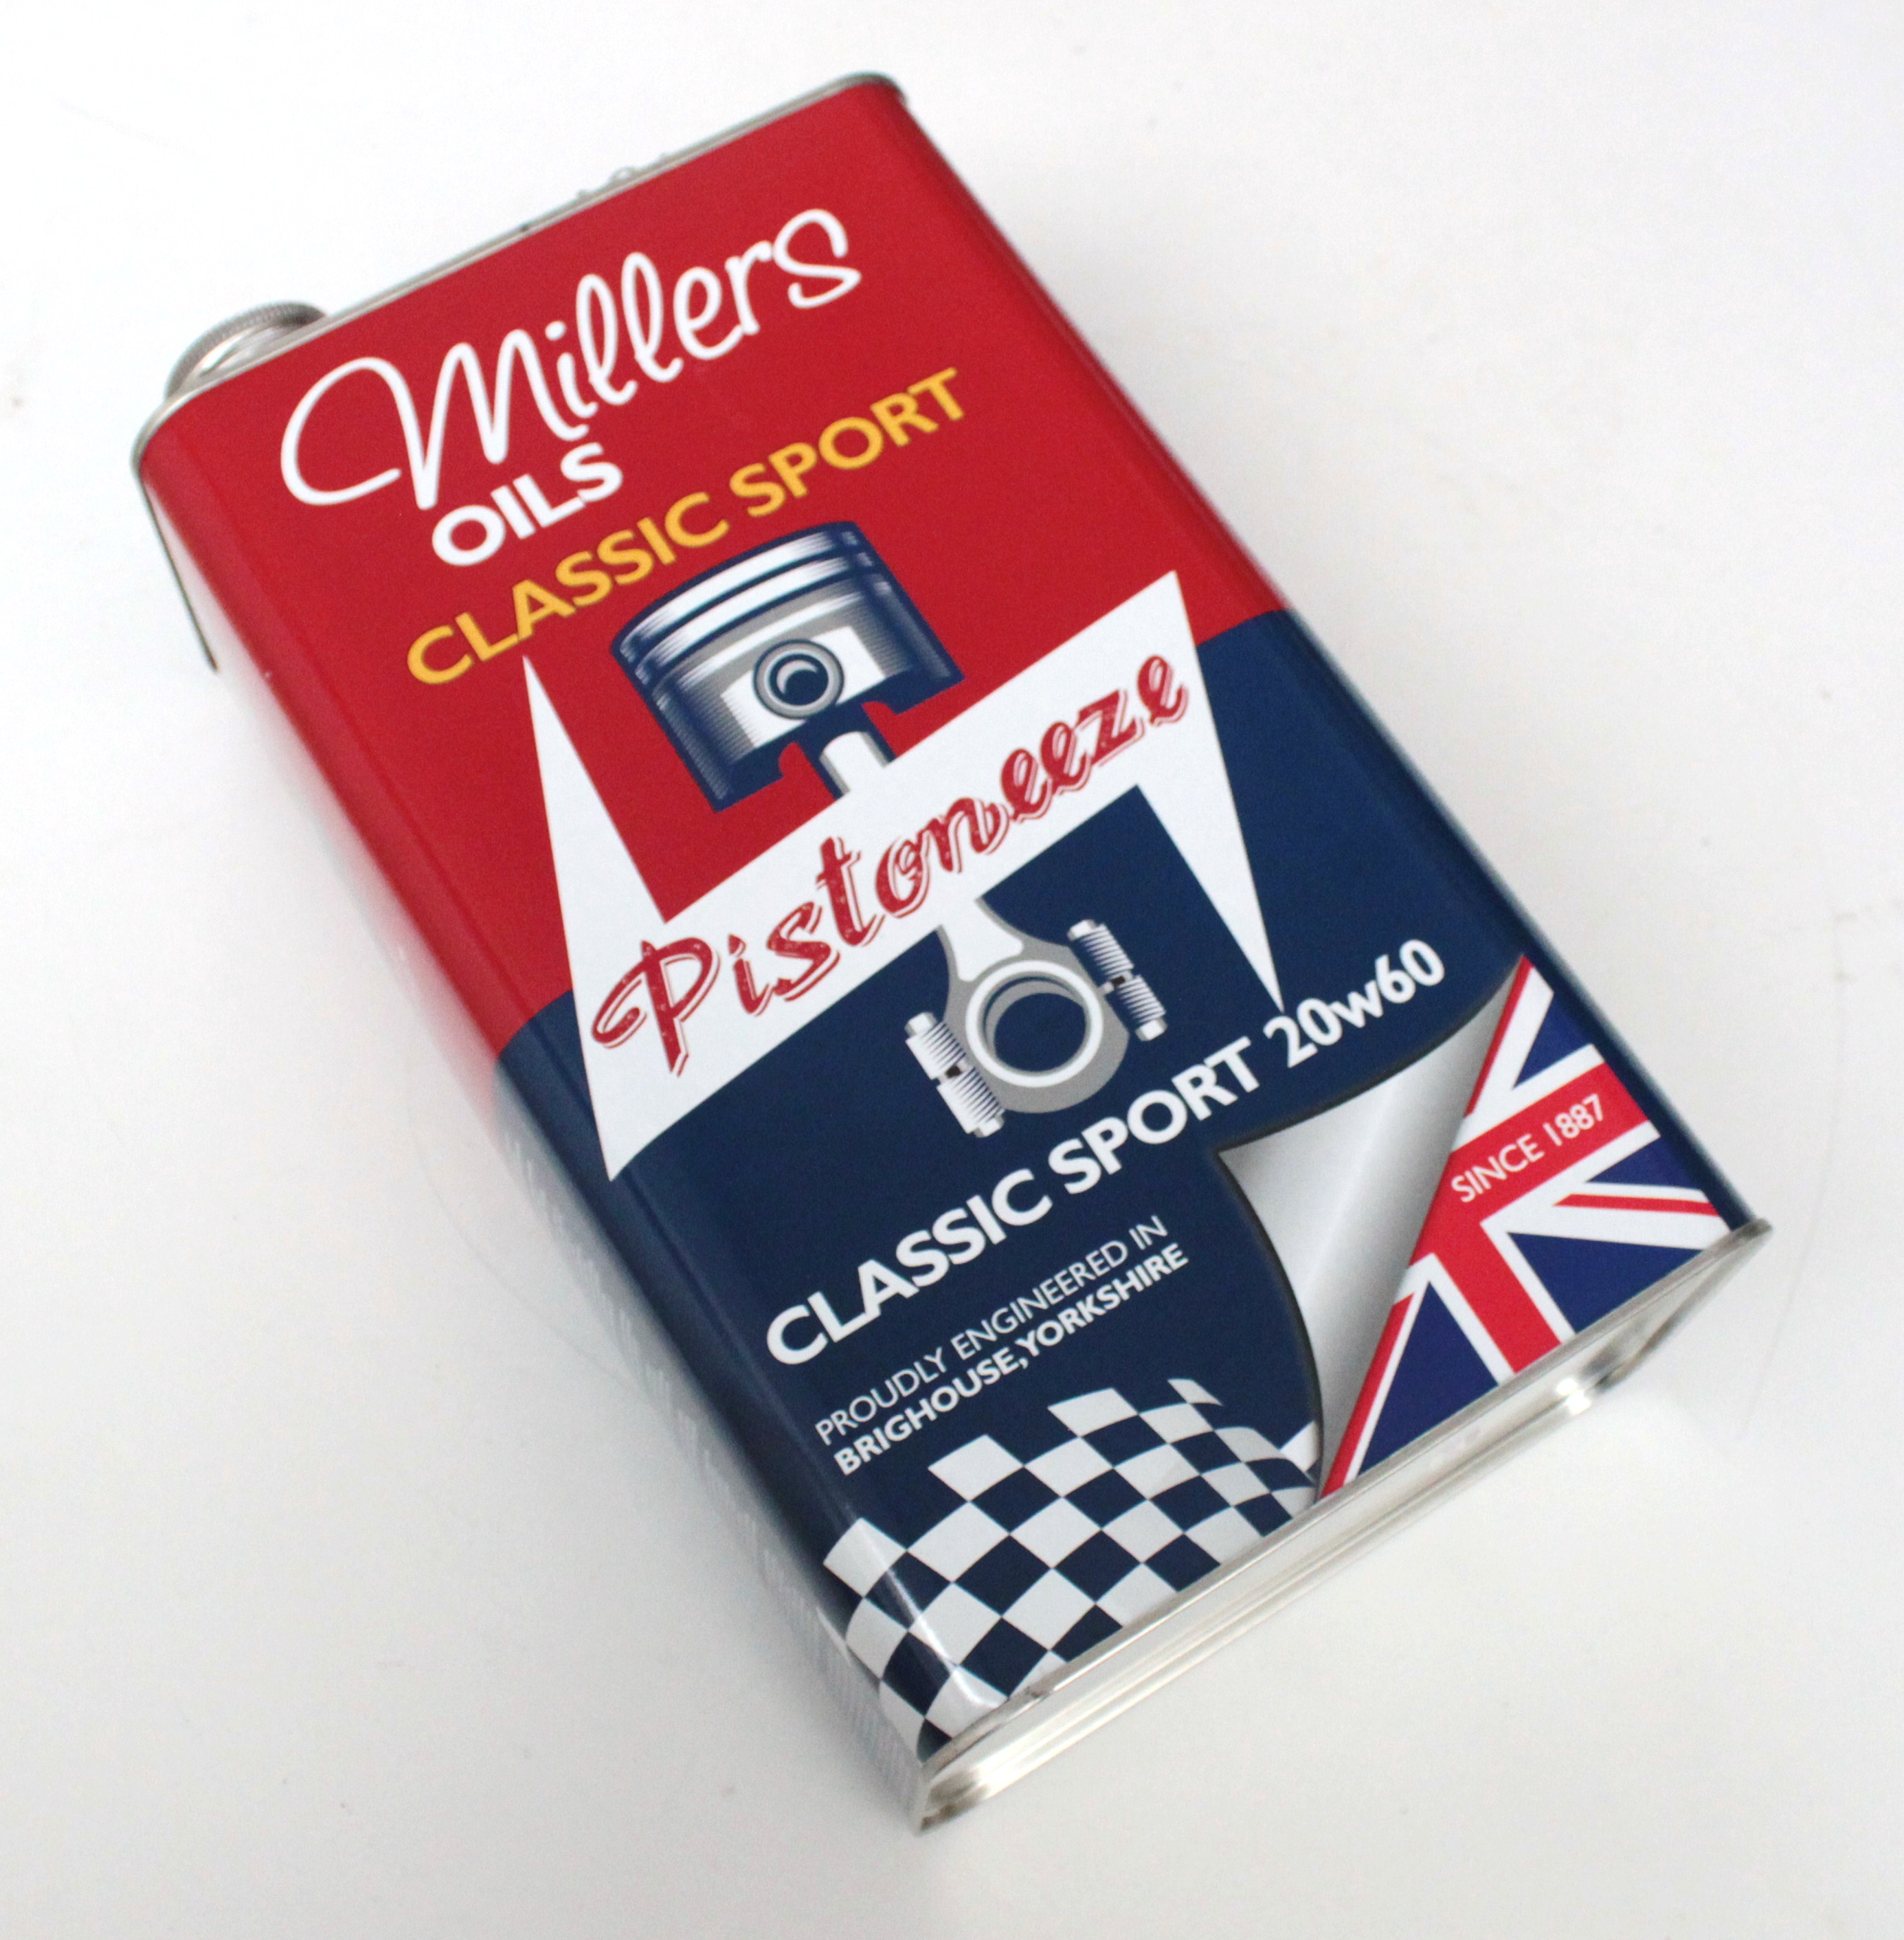 Millers
OILS
CLASSIC SPORT
Pistoneeze
CLASSIC SPORT 20w60
PROUDLY ENGINEERED IN
BRIGHOUSE, YORKSHIRE
SINCE 1887